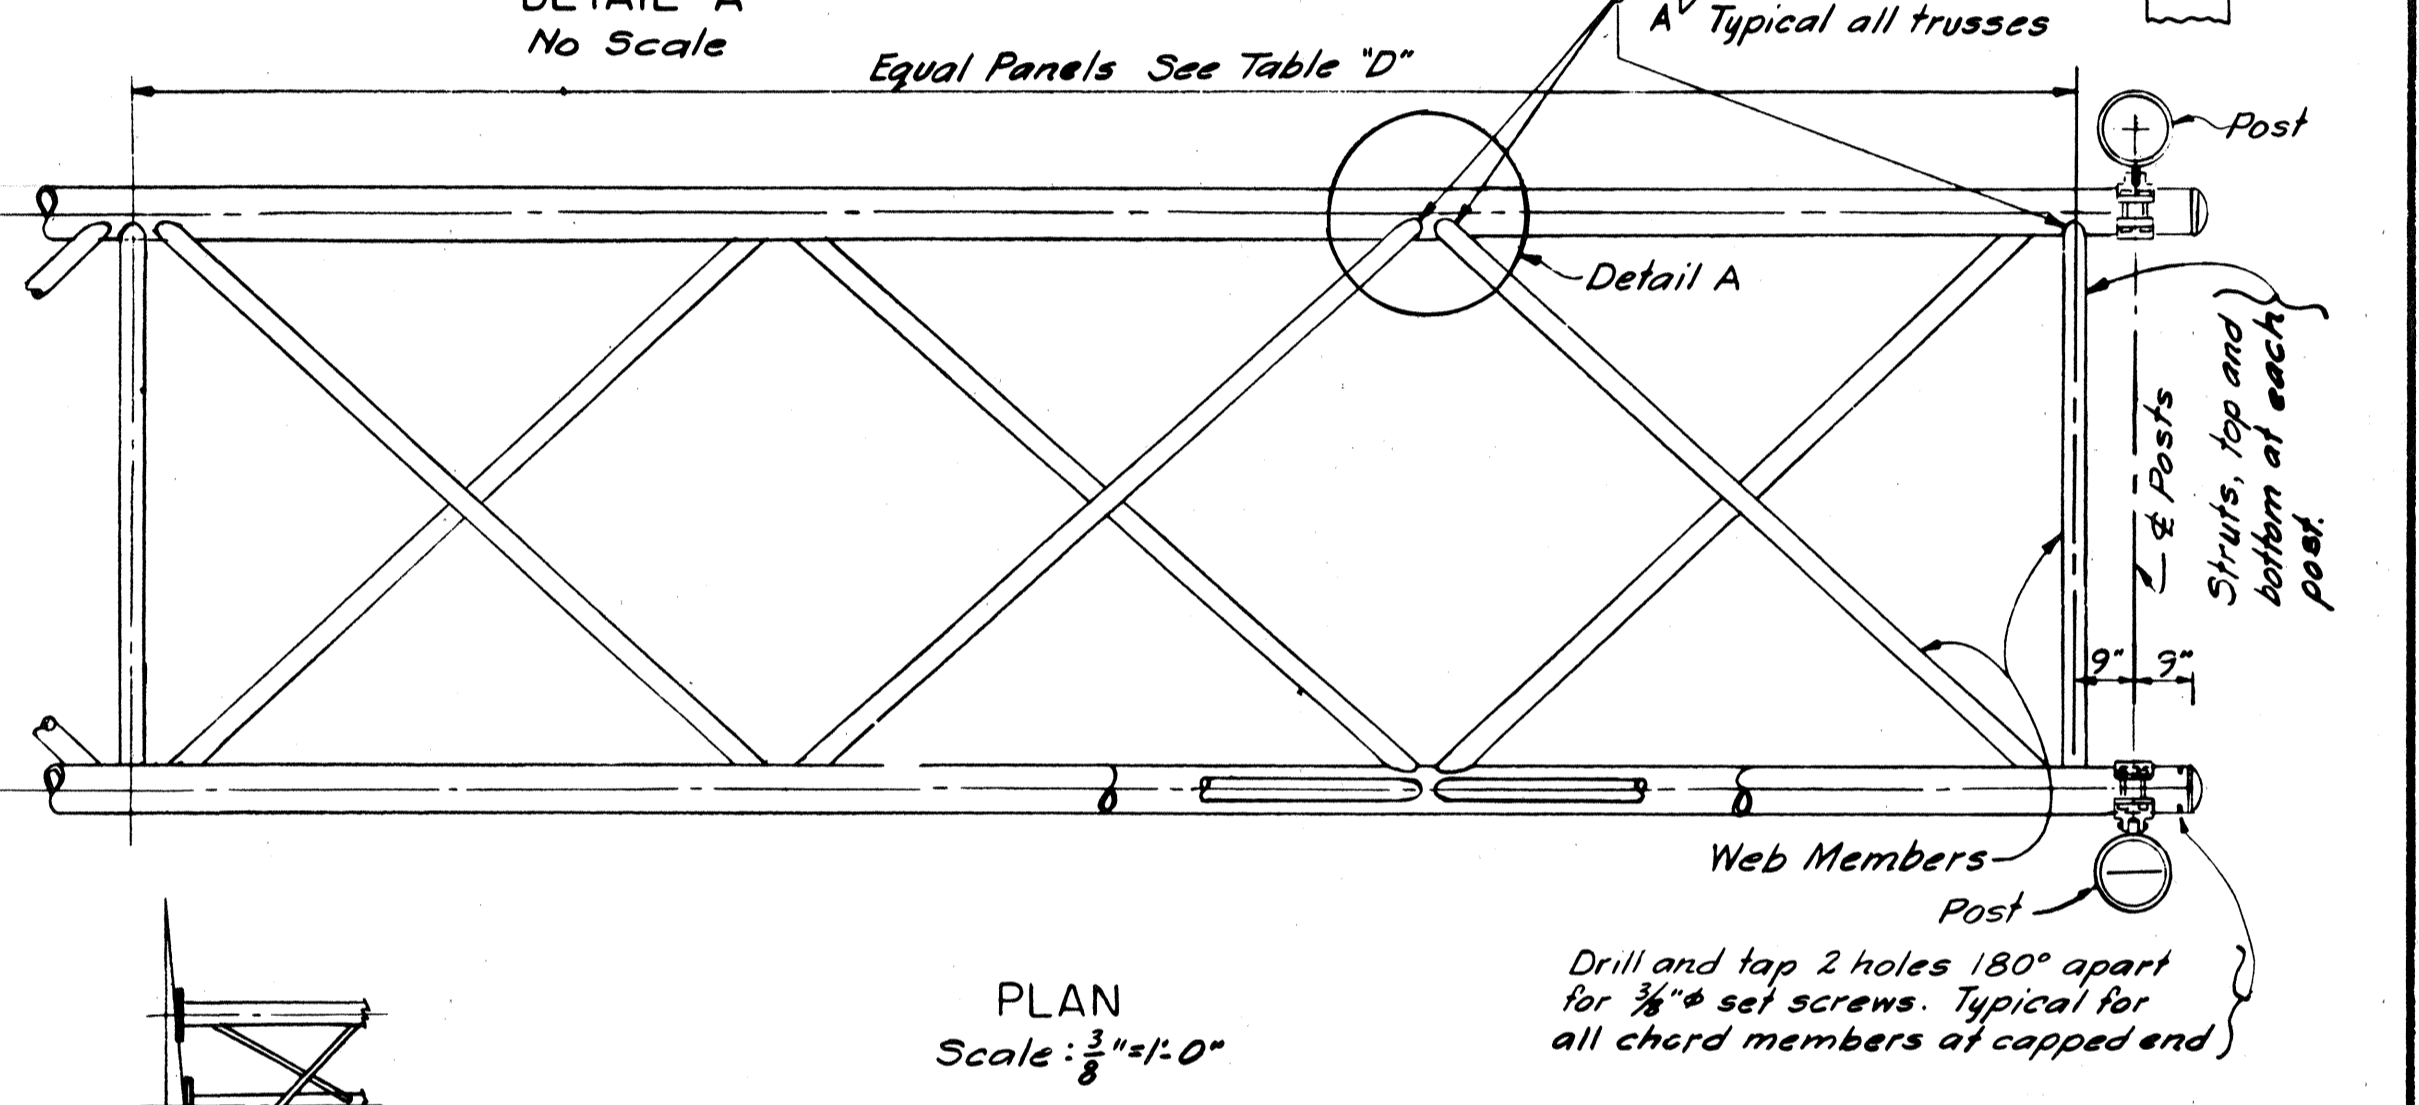 DETAIL "A"
No Scale
A Typical all trusses
Equal Panels See Table "D"
Post
Detail A
Struts, top and
bottom at each
post.
℄ Posts
9" 9"
Web Members
Post
Drill and tap 2 holes 180° apart
for 3/8"ϕ set screws. Typical for
all chord members at capped end
PLAN
Scale: 3/8"=1'-0"